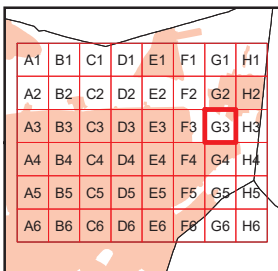 A1 B1 C1 D1 E1 F1 G1 H1
A2 B2 C2 D2 E2 F2 G2 H2
A3 B3 C3 D3 E3 F3 G3 H3
A4 B4 C4 D4 E4 F4 G4 H4
A5 B5 C5 D5 E5 F5 G5 H5
A6 B6 C6 D6 E6 F6 G6 H6